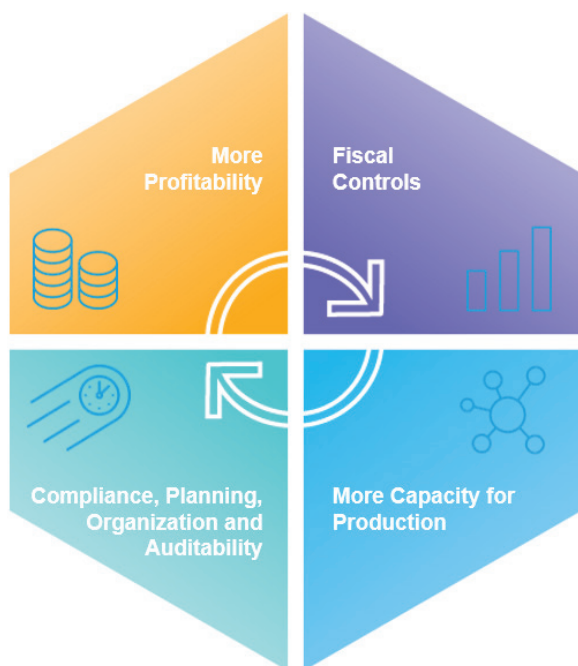 More
Profitability
Fiscal
Controls
Compliance, Planning,
Organization and
Auditability
More Capacity for
Production